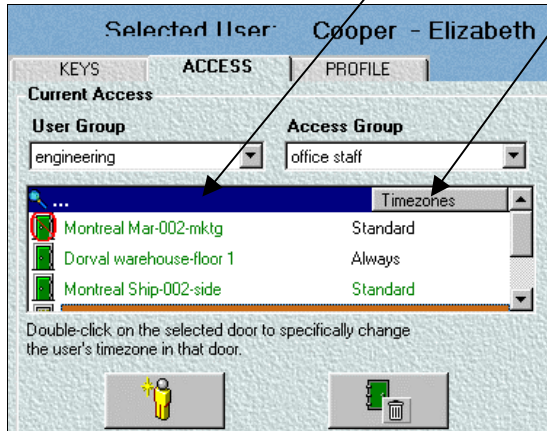 Selected User: Cooper - Elizabeth
KEYS ACCESS PROFILE
Current Access
User Group Access Group
engineering office staff
... Timezones
Montreal Mar-002-mktg Standard
Dorval warehouse-floor 1 Always
Montreal Ship-002-side Standard
Double-click on the selected door to specifically change
the user's timezone in that door.